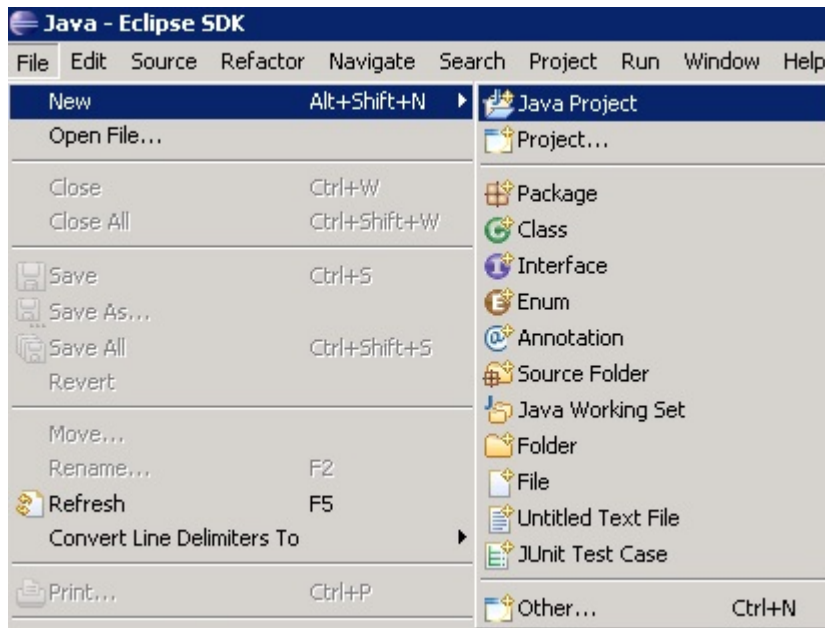 Java - Eclipse SDK
File Edit Source Refactor Navigate Search Project Run Window Help
New Alt+Shift+N
Open File...
Close Ctrl+W
Close All Ctrl+Shift+W
Save Ctrl+S
Save As...
Save All Ctrl+Shift+S
Revert
Move...
Rename... F2
Refresh F5
Convert Line Delimiters To
Print... Ctrl+P
Java Project
Project...
Package
Class
Interface
Enum
Annotation
Source Folder
Java Working Set
Folder
File
Untitled Text File
JUnit Test Case
Other... Ctrl+N